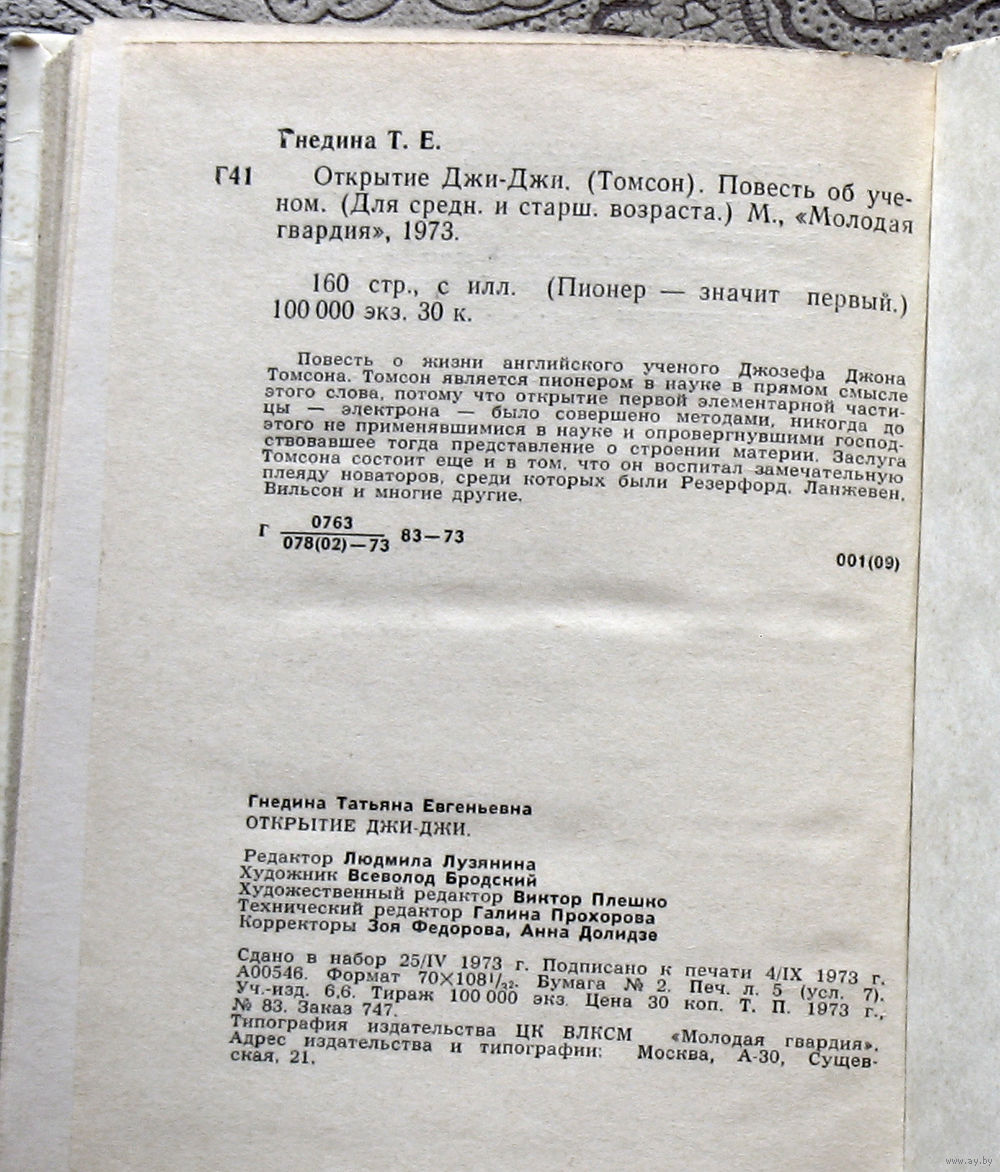 Гнедина Т. Е.
Г41 Открытие Джи-Джи. (Томсон). Повесть об уче-
ном. (Для средн. и старш. возраста.) М., «Молодая
гвардия», 1973.
160 стр., с илл. (Пионер — значит первый.)
100 000 экз. 30 к.
Повесть о жизни английского ученого Джозефа Джона
Томсона. Томсон является пионером в науке в прямом смысле
этого слова, потому что открытие первой элементарной части-
цы — электрона — было совершено методами, никогда до
этого не применявшимися в науке и опровергнувшими господ-
ствовавшее тогда представление о строении материи. Заслуга
Томсона состоит еще и в том, что он воспитал замечательную
плеяду новаторов, среди которых были Резерфорд, Ланжевен,
Вильсон и многие другие.
Г 0763
078(02)—73 83—73
001(09)
Гнедина Татьяна Евгеньевна
ОТКРЫТИЕ ДЖИ-ДЖИ.
Редактор Людмила Лузянина
Художник Всеволод Бродский
Художественный редактор Виктор Плешко
Технический редактор Галина Прохорова
Корректоры Зоя Федорова, Анна Долидзе
Сдано в набор 25/IV 1973 г. Подписано к печати 4/IX 1973 г.
А00546. Формат 70×108¹/₃₂. Бумага № 2. Печ. л. 5 (усл. 7).
Уч.-изд. 6,6. Тираж 100 000 экз. Цена 30 коп. Т. П. 1973 г.,
№ 83. Заказ 747.
Типография издательства ЦК ВЛКСМ «Молодая гвардия».
Адрес издательства и типографии: Москва, А-30, Сущев-
ская, 21.
www.ay.by